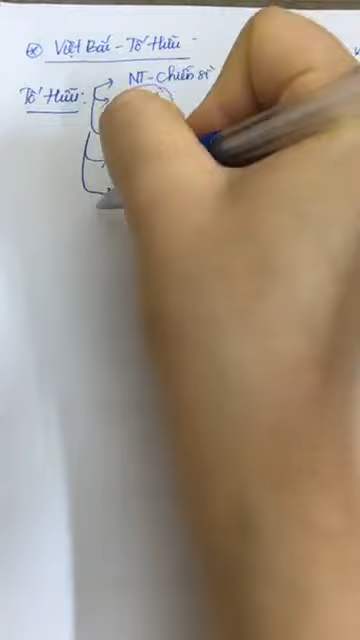 ⊛ Việt Bắc - Tố Hữu -
NT - Chiến sĩ
Tố Hữu: